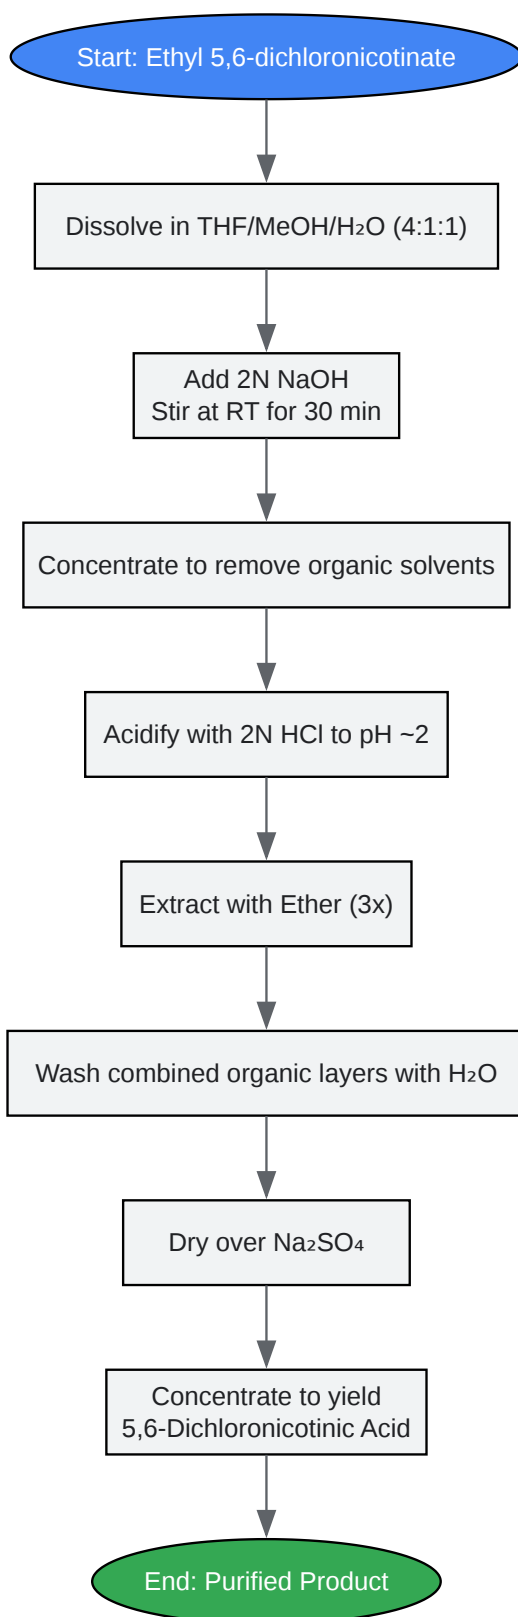 Start: Ethyl 5,6-dichloronicotinate
Dissolve in THF/MeOH/H₂O (4:1:1)
Add 2N NaOH
Stir at RT for 30 min
Concentrate to remove organic solvents
Acidify with 2N HCl to pH ~2
Extract with Ether (3x)
Wash combined organic layers with H₂O
Dry over Na₂SO₄
Concentrate to yield
5,6-Dichloronicotinic Acid
End: Purified Product